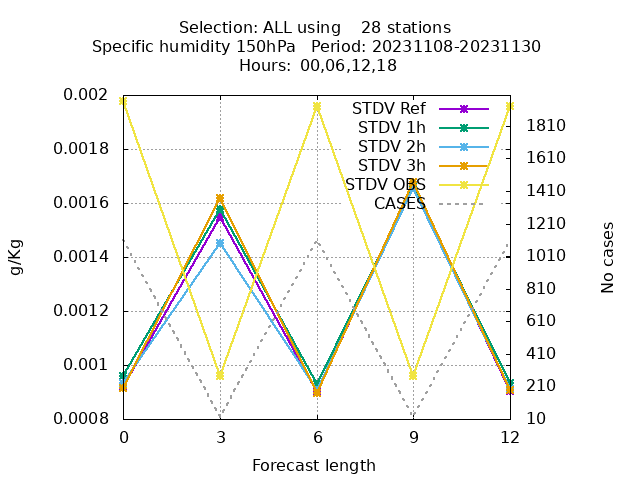 Selection: ALL using    28 stations
Specific humidity 150hPa   Period: 20231108-20231130
Hours:  00,06,12,18
STDV Ref
STDV 1h
STDV 2h
STDV 3h
STDV OBS
CASES
0.002
0.0018
0.0016
0.0014
0.0012
0.001
0.0008
g/Kg
1810
1610
1410
1210
1010
810
610
410
210
10
No cases
0 3 6 9 12
Forecast length